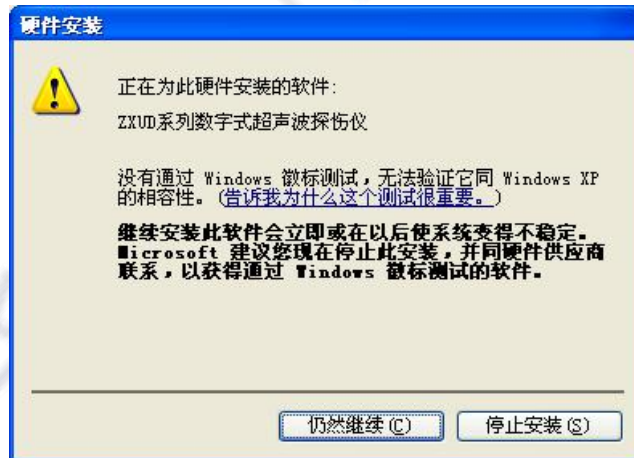 硬件安装
正在为此硬件安装的软件:
ZXUD系列数字式超声波探伤仪
没有通过 Windows 徽标测试，无法验证它同 Windows XP
的相容性。(告诉我为什么这个测试很重要。)
继续安装此软件会立即或在以后使系统变得不稳定。
Microsoft 建议您现在停止此安装，并同硬件供应商
联系，以获得通过 Windows 徽标测试的软件。
仍然继续(C)
停止安装(S)